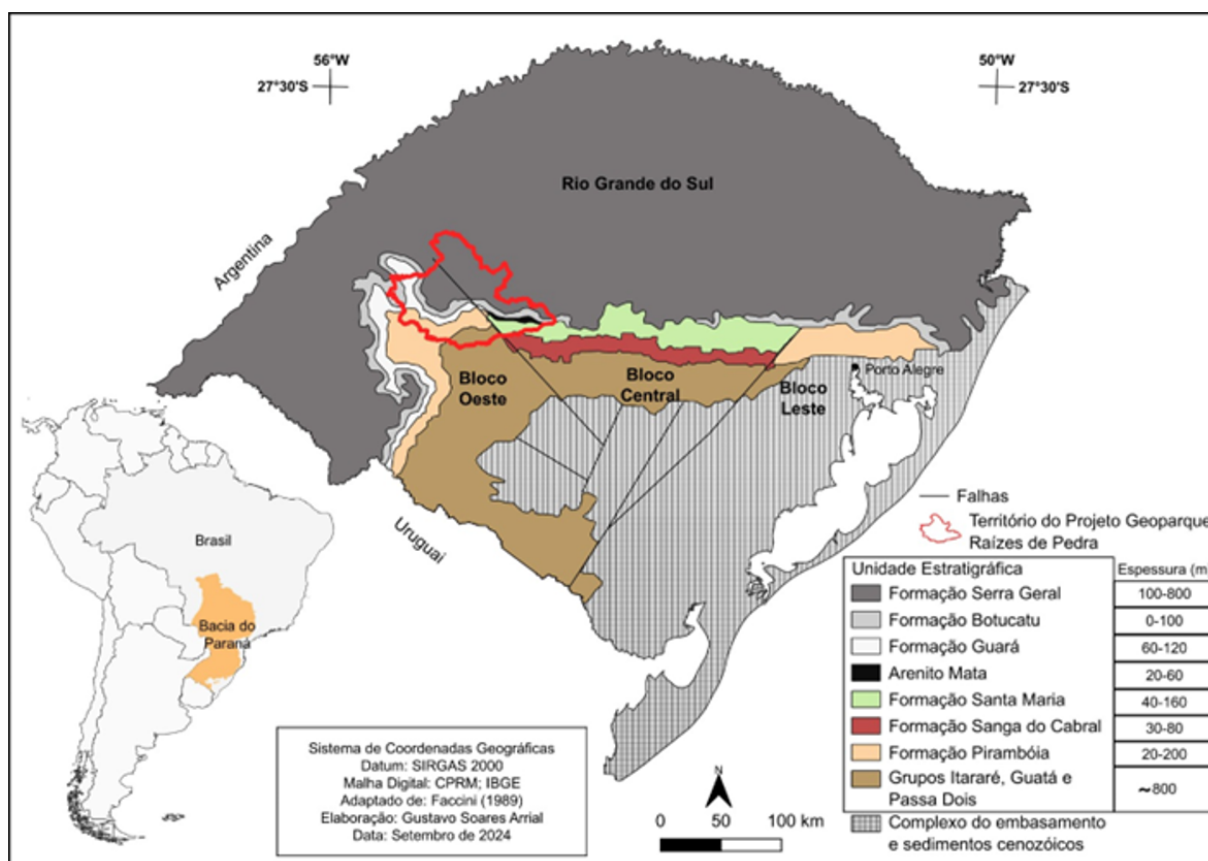 56°W
27°30'S
50°W
27°30'S
Rio Grande do Sul
Argentina
Bloco
Oeste
Bloco
Central
Bloco
Leste
Porto Alegre
Uruguai
Brasil
Bacia do
Paraná
Falhas
Território do Projeto Geoparque
Raízes de Pedra
Unidade Estratigráfica
Espessura (m
Formação Serra Geral
100-800
Formação Botucatu
0-100
Formação Guará
60-120
Arenito Mata
20-60
Formação Santa Maria
40-160
Formação Sanga do Cabral
30-80
Formação Pirambóia
20-200
Grupos Itararé, Guatá e
Passa Dois
~800
Complexo do embasamento
e sedimentos cenozóicos
Sistema de Coordenadas Geográficas
Datum: SIRGAS 2000
Malha Digital: CPRM; IBGE
Adaptado de: Faccini (1989)
Elaboração: Gustavo Soares Arrial
Data: Setembro de 2024
N
0 50 100 km